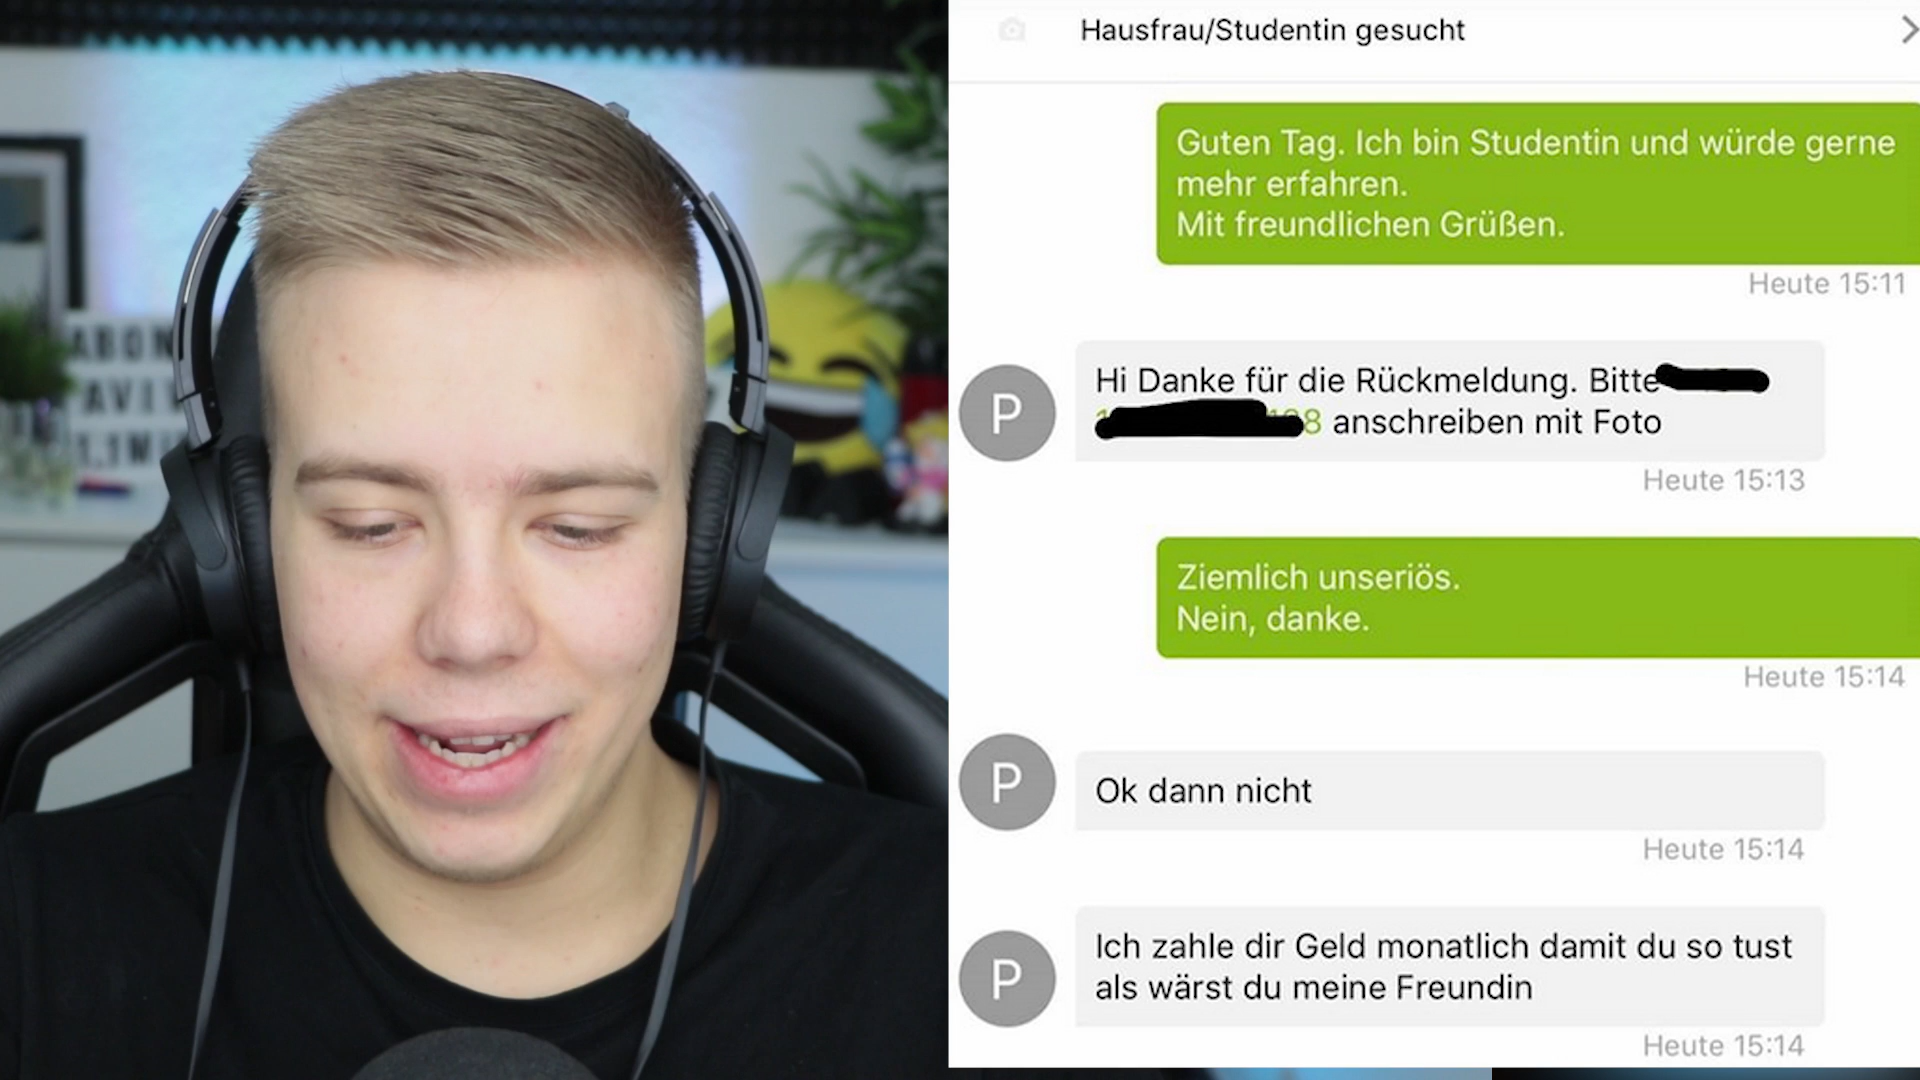 Hausfrau/Studentin gesucht
Guten Tag. Ich bin Studentin und würde gerne
mehr erfahren.
Mit freundlichen Grüßen.
Heute 15:11
P
Hi Danke für die Rückmeldung. Bitte
8 anschreiben mit Foto
Heute 15:13
Ziemlich unseriös.
Nein, danke.
Heute 15:14
P
Ok dann nicht
Heute 15:14
P
Ich zahle dir Geld monatlich damit du so tust
als wärst du meine Freundin
Heute 15:14